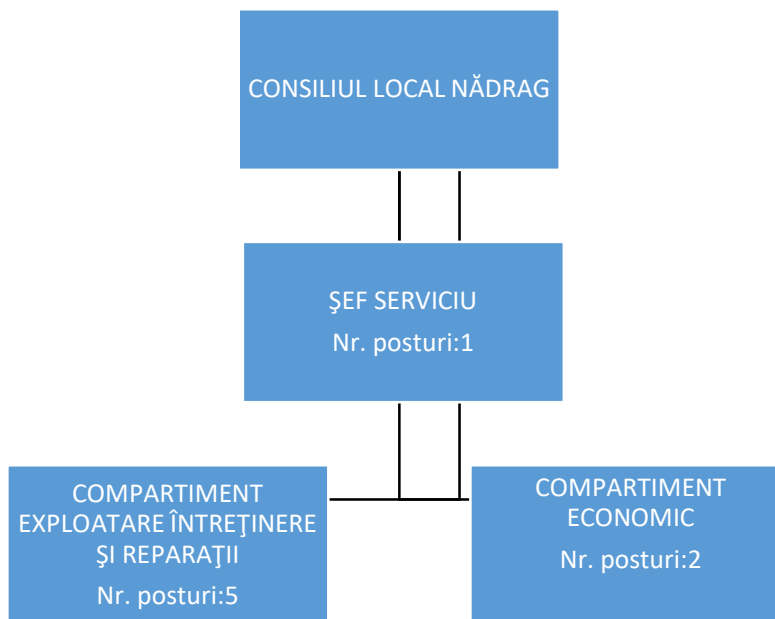 CONSILIUL LOCAL NĂDRAG
ŞEF SERVICIU
Nr. posturi:1
COMPARTIMENT
EXPLOATARE ÎNTREŢINERE
ŞI REPARAŢII
Nr. posturi:5
COMPARTIMENT
ECONOMIC
Nr. posturi:2